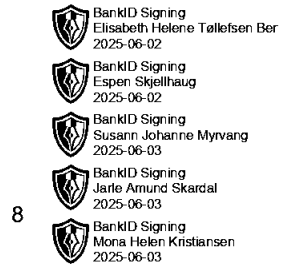 BankID Signing
Elisabeth Helene Tøllefsen Ber
2025-06-02
BankID Signing
Espen Skjellhaug
2025-06-02
BankID Signing
Susann Johanne Myrvang
2025-06-03
BankID Signing
Jarle Amund Skardal
2025-06-03
8
BankID Signing
Mona Helen Kristiansen
2025-06-03